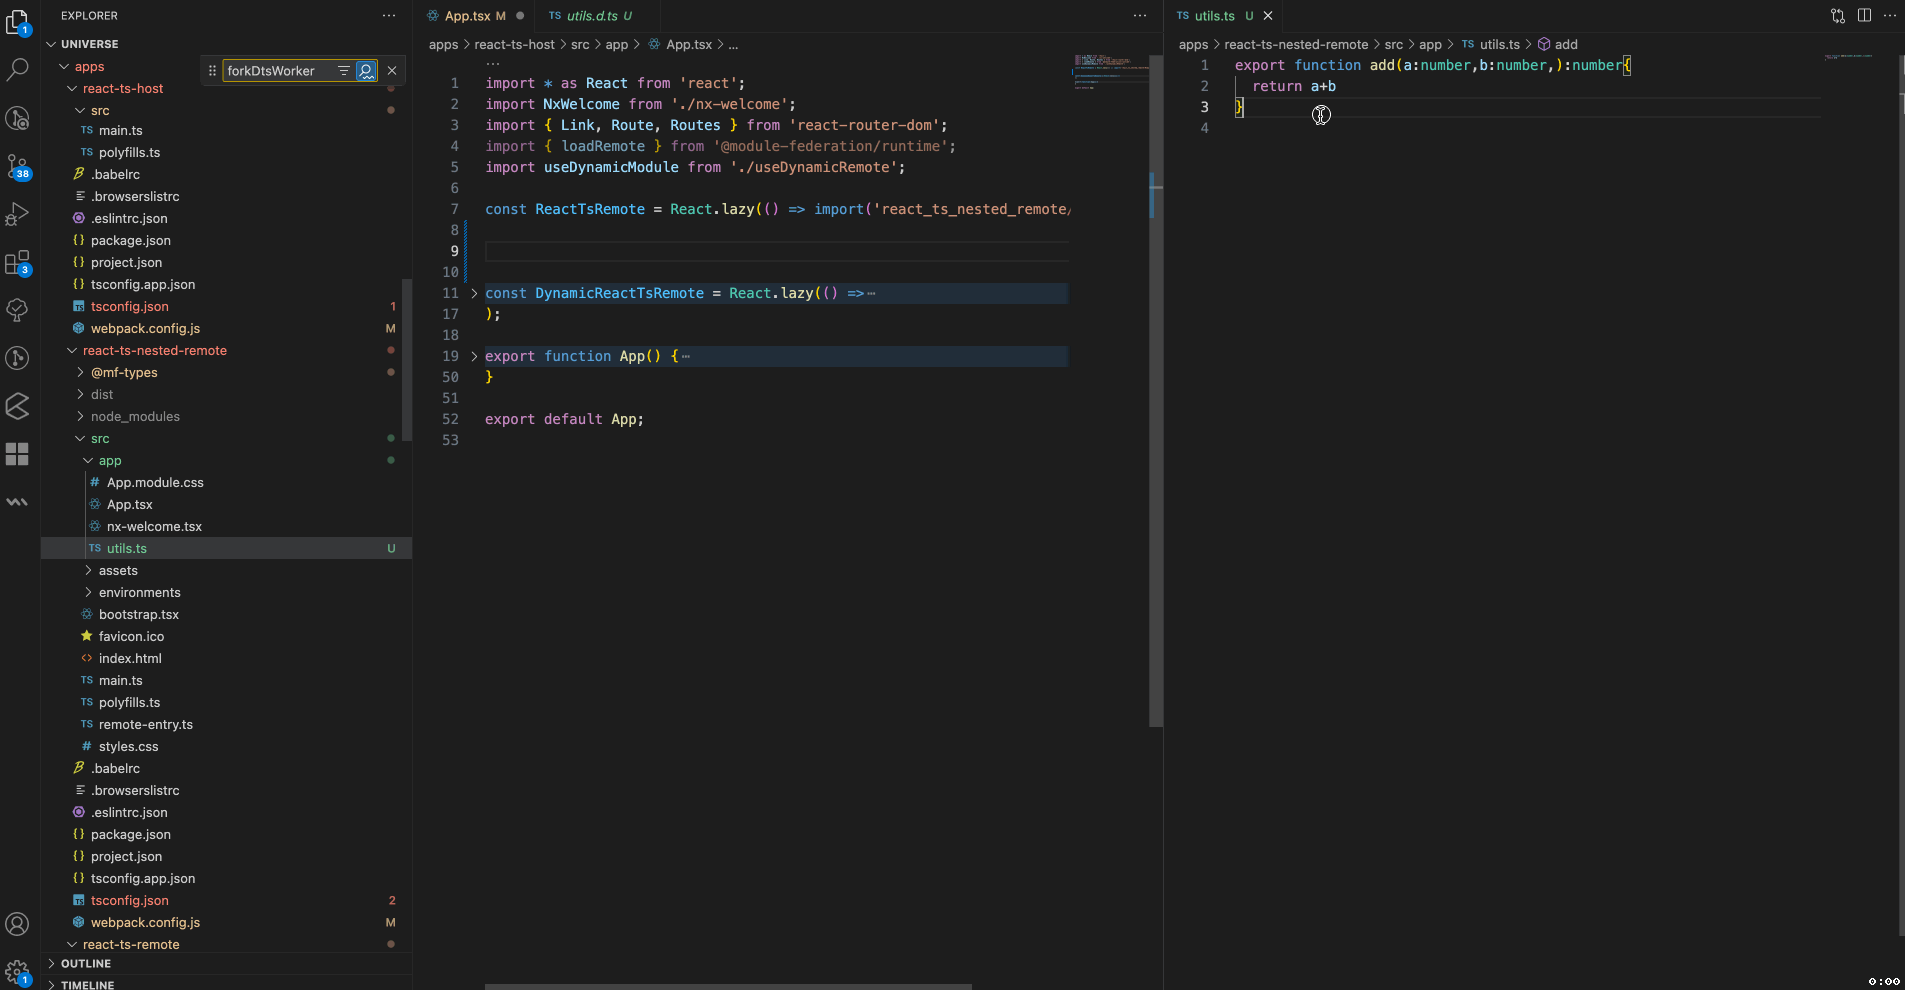 EXPLORER
UNIVERSE
apps
forkDtsWorker
react-ts-host
src
TS main.ts
TS polyfills.ts
.babelrc
.browserslistrc
.eslintrc.json
{} package.json
{} project.json
{} tsconfig.app.json
TS tsconfig.json 1
webpack.config.js M
react-ts-nested-remote
@mf-types
dist
node_modules
src
app
# App.module.css
App.tsx
nx-welcome.tsx
TS utils.ts U
assets
environments
bootstrap.tsx
favicon.ico
<> index.html
TS main.ts
TS polyfills.ts
TS remote-entry.ts
# styles.css
.babelrc
.browserslistrc
.eslintrc.json
{} package.json
{} project.json
{} tsconfig.app.json
TS tsconfig.json 2
webpack.config.js M
react-ts-remote
OUTLINE
TIMELINE
1
38
3
1
App.tsx M
TS utils.d.ts U
apps > react-ts-host > src > app > App.tsx > ...
1 import * as React from 'react';
2 import NxWelcome from './nx-welcome';
3 import { Link, Route, Routes } from 'react-router-dom';
4 import { loadRemote } from '@module-federation/runtime';
5 import useDynamicModule from './useDynamicRemote';
6
7 const ReactTsRemote = React.lazy(() => import('react_ts_nested_remote/
8
9
10
11 const DynamicReactTsRemote = React.lazy(() =>⋯
17 );
18
19 export function App() {⋯
50 }
51
52 export default App;
53
TS utils.ts U
apps > react-ts-nested-remote > src > app > TS utils.ts > add
1 export function add(a:number,b:number,):number{
2 return a+b
3 }
4
0:00